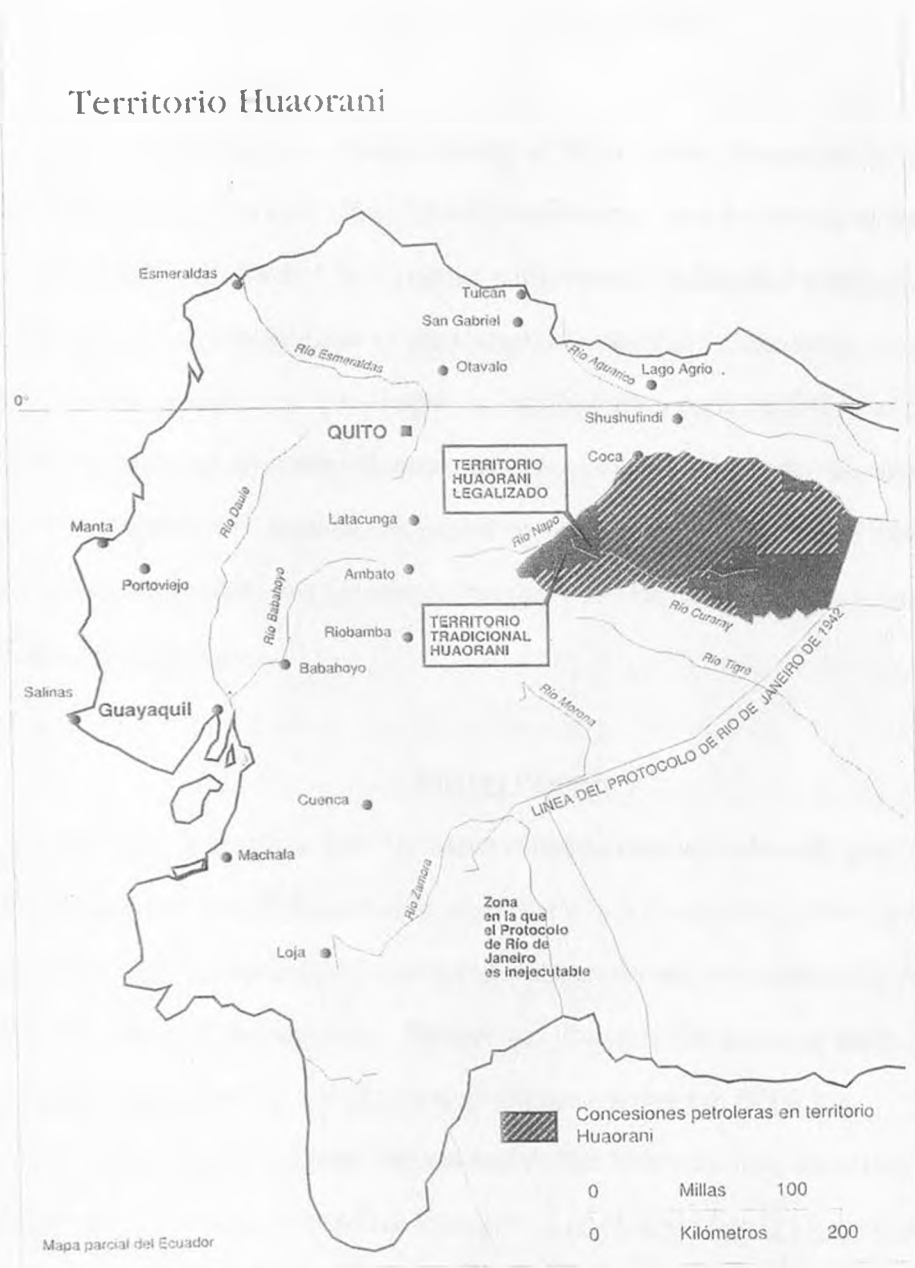 Territorio Huaorani
Esmeraldas
Tulcán
San Gabriel
Río Esmeraldas
Otavalo
Río Aguarico
Lago Agrio
0°
Shushufindi
QUITO
Coca
TERRITORIO
HUAORANI
LEGALIZADO
Río Daule
Latacunga
Río Napo
Manta
Portoviejo
Ambato
Río Babahoyo
TERRITORIO
TRADICIONAL
HUAORANI
Río Curaray
Riobamba
Babahoyo
Río Tigre
Salinas
Guayaquil
Río Morona
LINEA DEL PROTOCOLO DE RIO DE JANEIRO DE 1942
Cuenca
Machala
Río Zamora
Zona
en la que
el Protocolo
de Río de
Janeiro
es inejecutable
Loja
Concesiones petroleras en territorio
Huaorani
0 Millas 100
0 Kilómetros 200
Mapa parcial del Ecuador